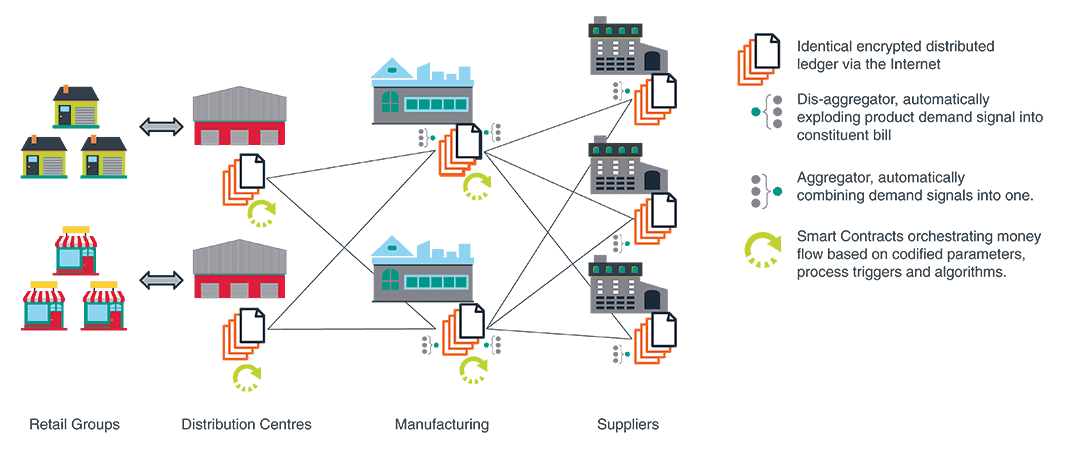 Identical encrypted distributed
ledger via the Internet
Dis-aggregator, automatically
exploding product demand signal into
constituent bill
Aggregator, automatically
combining demand signals into one.
Smart Contracts orchestrating money
flow based on codified parameters,
process triggers and algorithms.
Retail Groups
Distribution Centres
Manufacturing
Suppliers